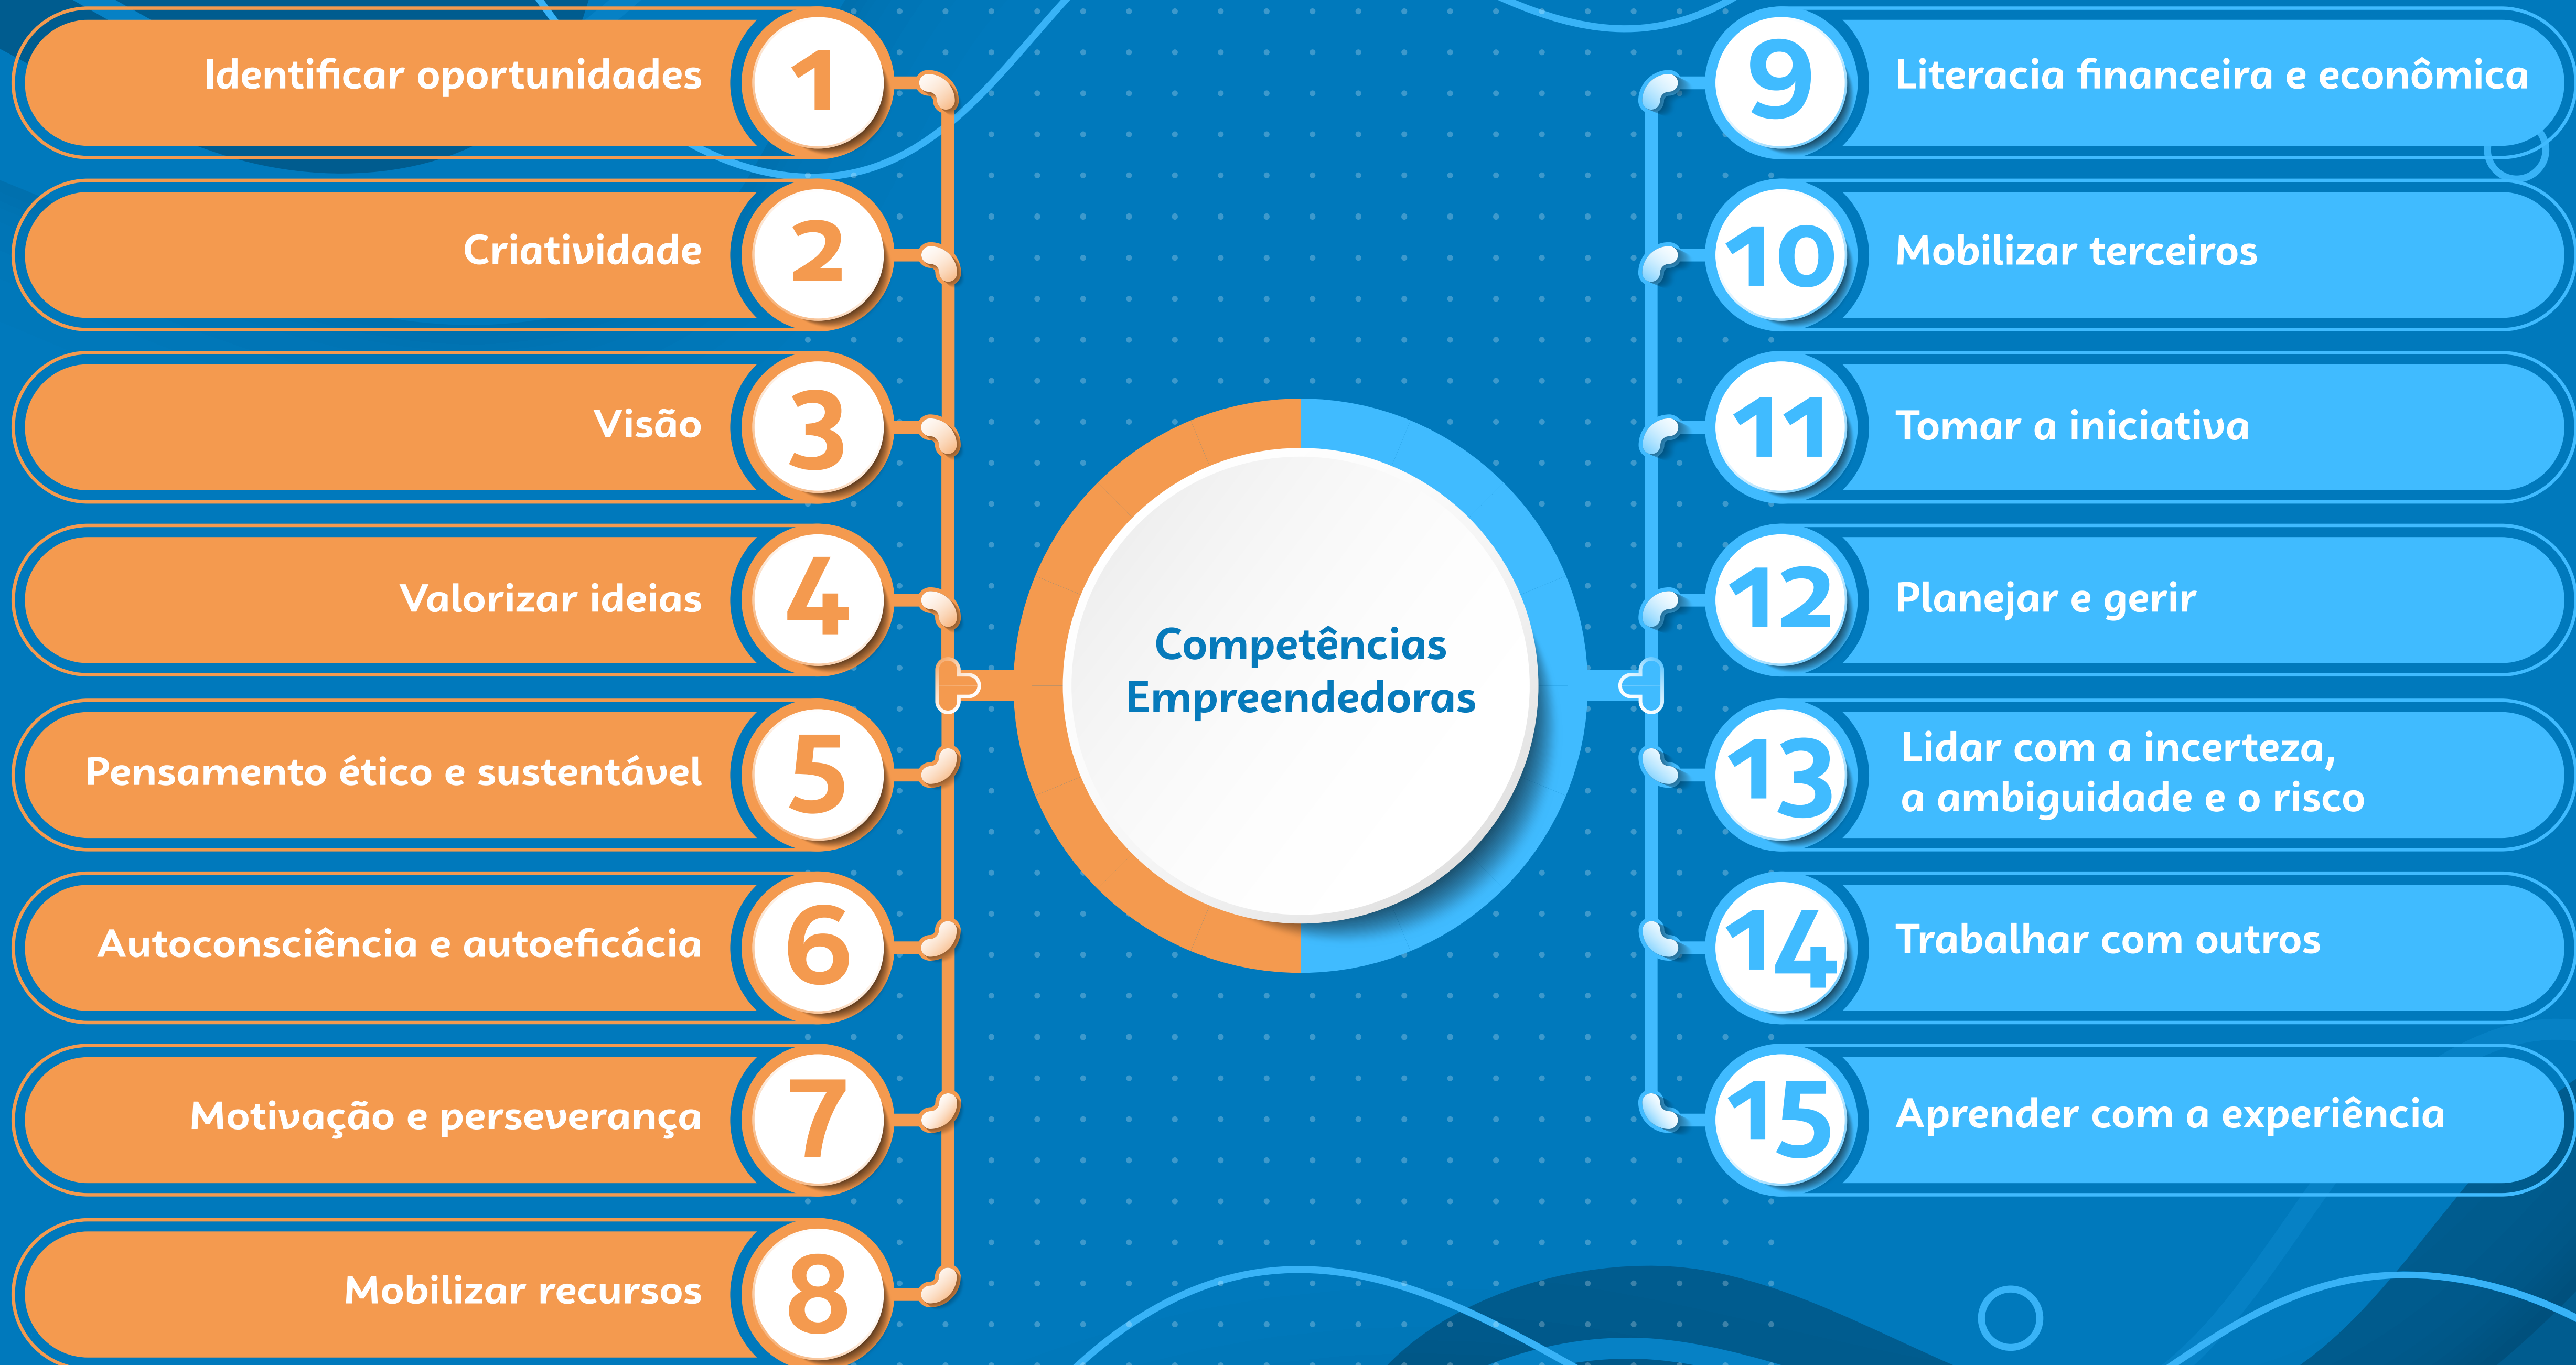 1
Identificar oportunidades
2
Criatividade
3
Visão
4
Valorizar ideias
5
Pensamento ético e sustentável
6
Autoconsciência e autoeficácia
7
Motivação e perseverança
8
Mobilizar recursos
Competências
Empreendedoras
9
Literacia financeira e econômica
10
Mobilizar terceiros
11
Tomar a iniciativa
12
Planejar e gerir
13
Lidar com a incerteza,
a ambiguidade e o risco
14
Trabalhar com outros
15
Aprender com a experiência